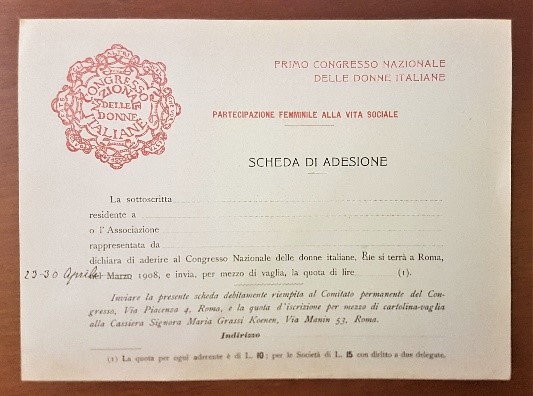 CONGRESSO
NAZIONALE
DELLE
DONNE
ITALIANE
PRIMO CONGRESSO NAZIONALE
DELLE DONNE ITALIANE
PARTECIPAZIONE FEMMINILE ALLA VITA SOCIALE
SCHEDA DI ADESIONE
La sottoscritta
residente a
o l'Associazione
rappresentata da
dichiara di aderire al Congresso Nazionale delle donne italiane, che si terrà a Roma,
23-30 Aprile nel Marzo 1908, e invia, per mezzo di vaglia, la quota di lire (1).
Inviare la presente scheda debitamente riempita al Comitato permanente del Con-
gresso, Via Piacenza 4, Roma, e la quota d'iscrizione per mezzo di cartolina-vaglia
alla Cassiera Signora Maria Grassi Koenen, Via Manin 53, Roma.
Indirizzo
(1) La quota per ogni aderente è di L. 10; per le Società di L. 15 con diritto a due delegate.